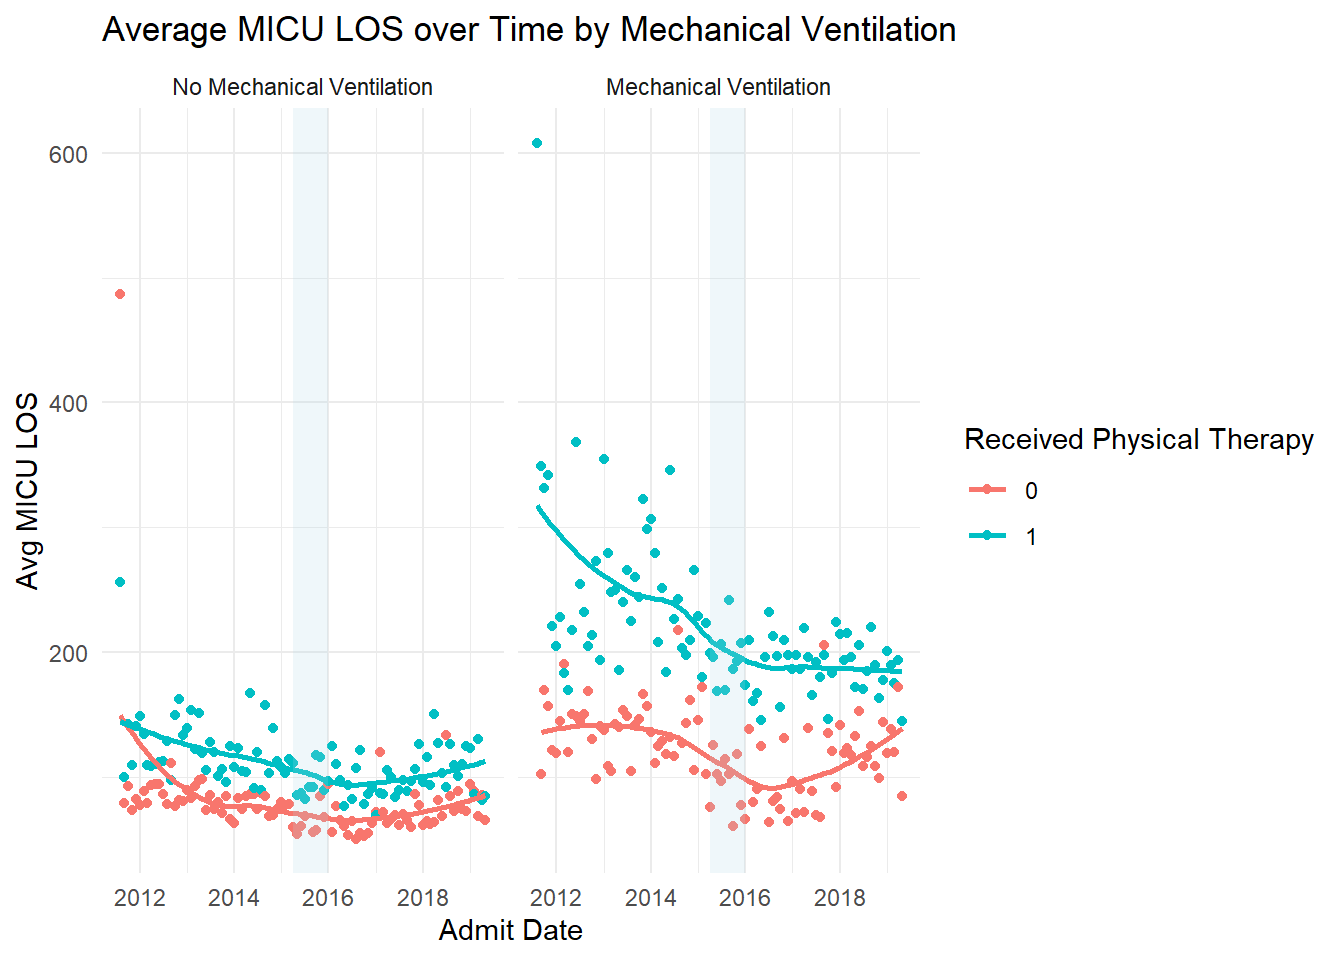 Average MICU LOS over Time by Mechanical Ventilation
No Mechanical Ventilation
Mechanical Ventilation
600
400
200
Avg MICU LOS
2012 2014 2016 2018
2012 2014 2016 2018
Admit Date
Received Physical Therapy
0
1